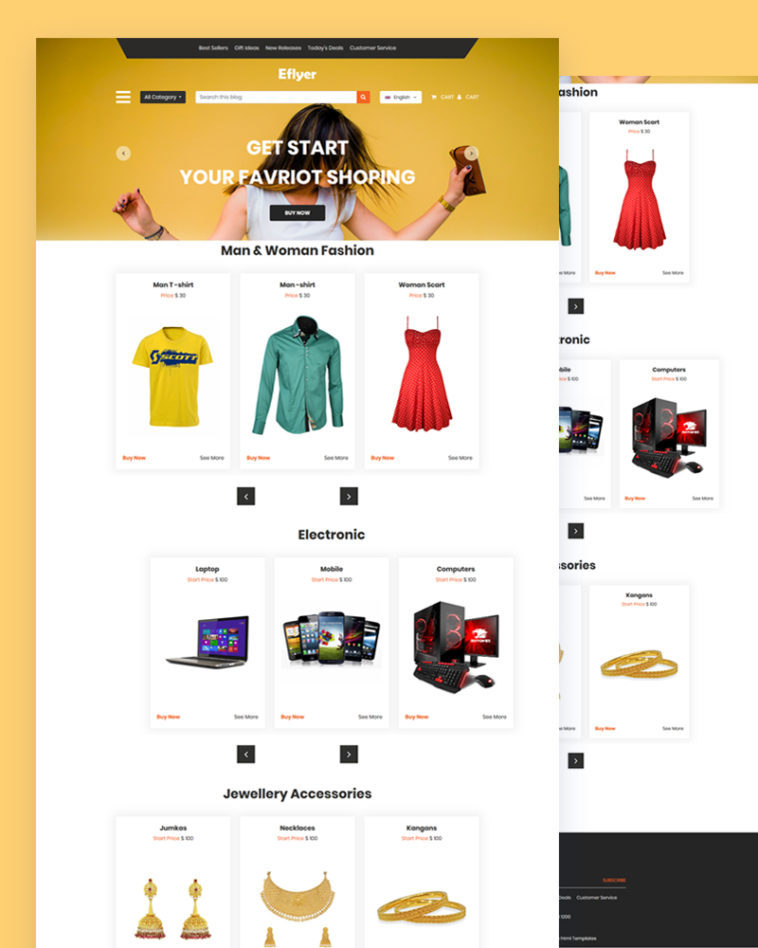 Best Sellers Gift Ideas New Releases Today's Deals Customer Service
Eflyer
All Category Search this blog English CART CART
GET START
YOUR FAVRIOT SHOPING
BUY NOW
Man & Woman Fashion
Man T -shirt Man -shirt Woman Scart
Price $ 30 Price $ 30 Price $ 30
SCOTT
Buy Now See More Buy Now See More Buy Now See More
Electronic
Laptop Mobile Computers
Start Price $ 100 Start Price $ 100 Start Price $ 100
Buy Now See More Buy Now See More Buy Now See More
Jewellery Accessories
Jumkas Necklaces Kangans
Start Price $ 100 Start Price $ 100 Start Price $ 100
ashion
Woman Scart
Price $ 30
See More Buy Now See More
tronic
bile Computers
ce $ 100 Start Price $ 100
See More Buy Now See More
ssories
Kangans
Start Price $ 100
See More Buy Now See More
SUBSCRIBE
Deals Customer Service
1200
html Templates